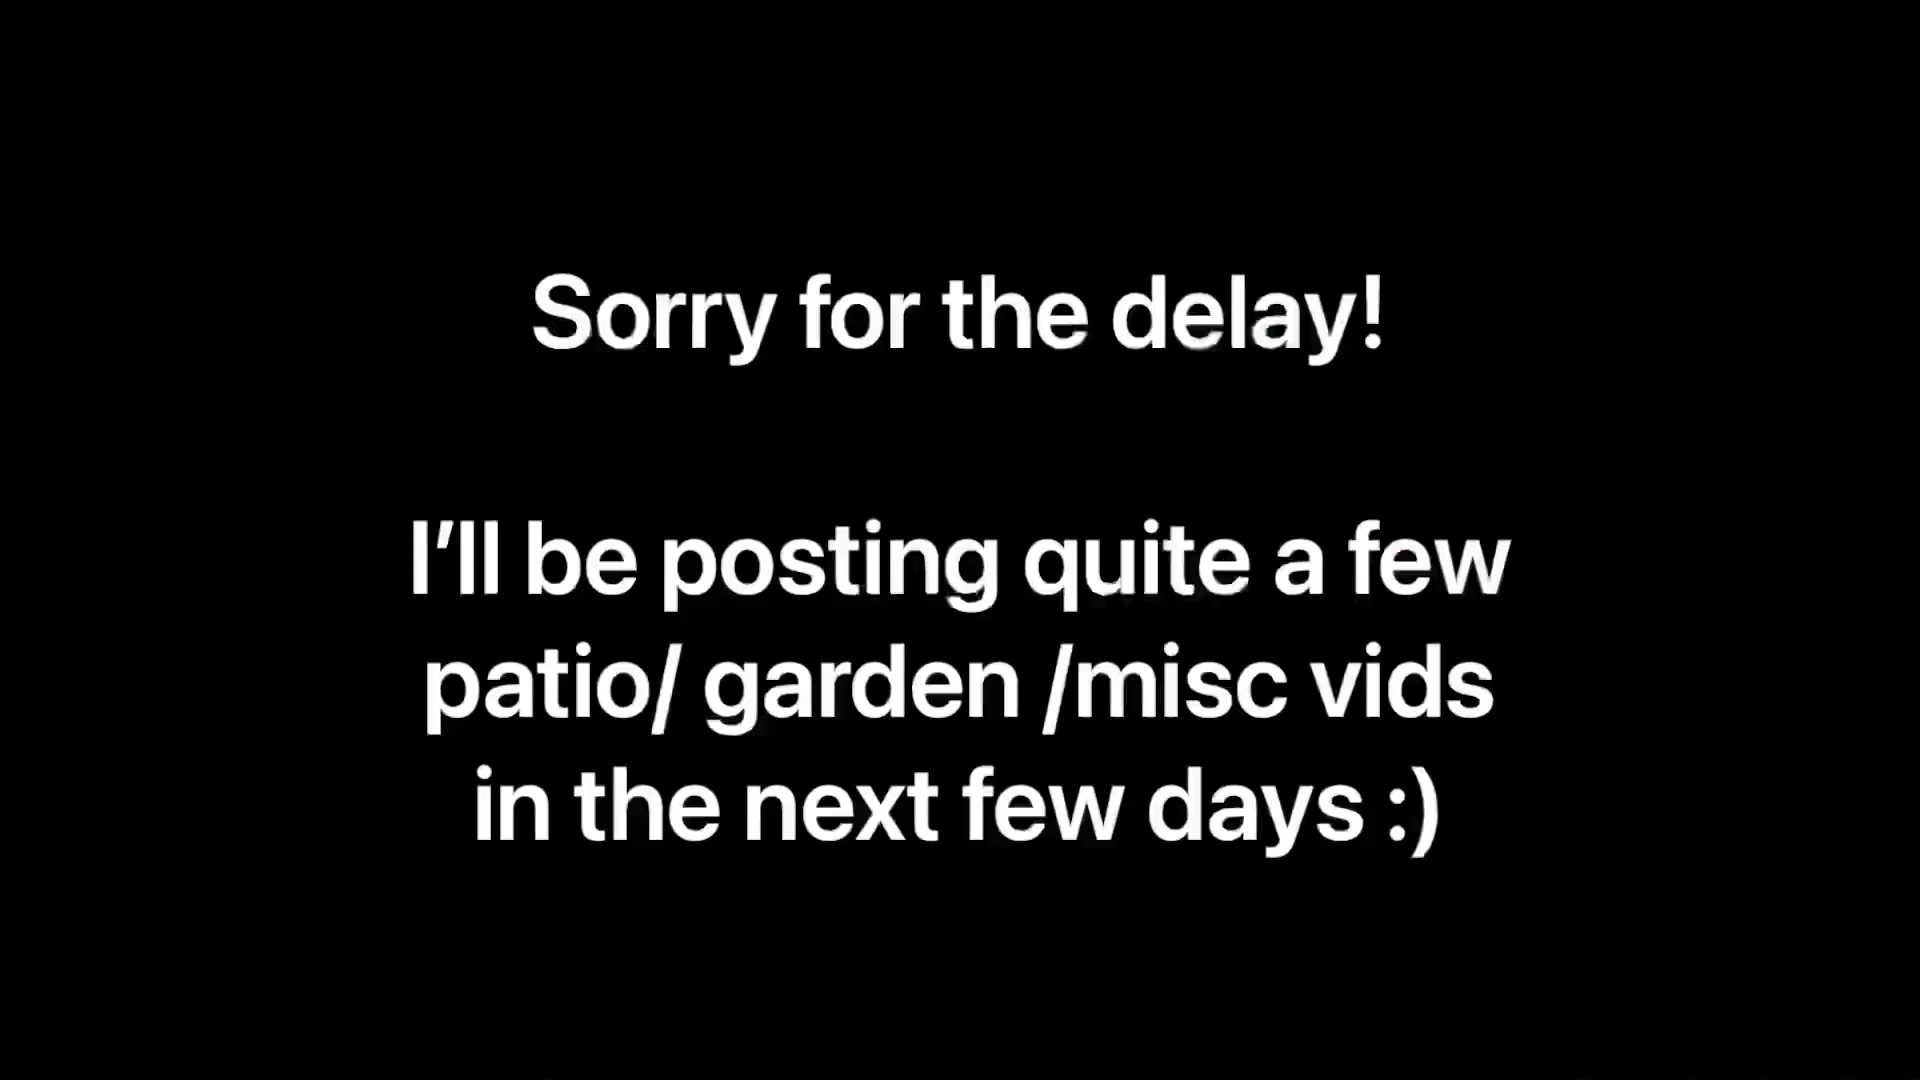 Sorry for the delay!
I’ll be posting quite a few
patio/ garden /misc vids
in the next few days :)